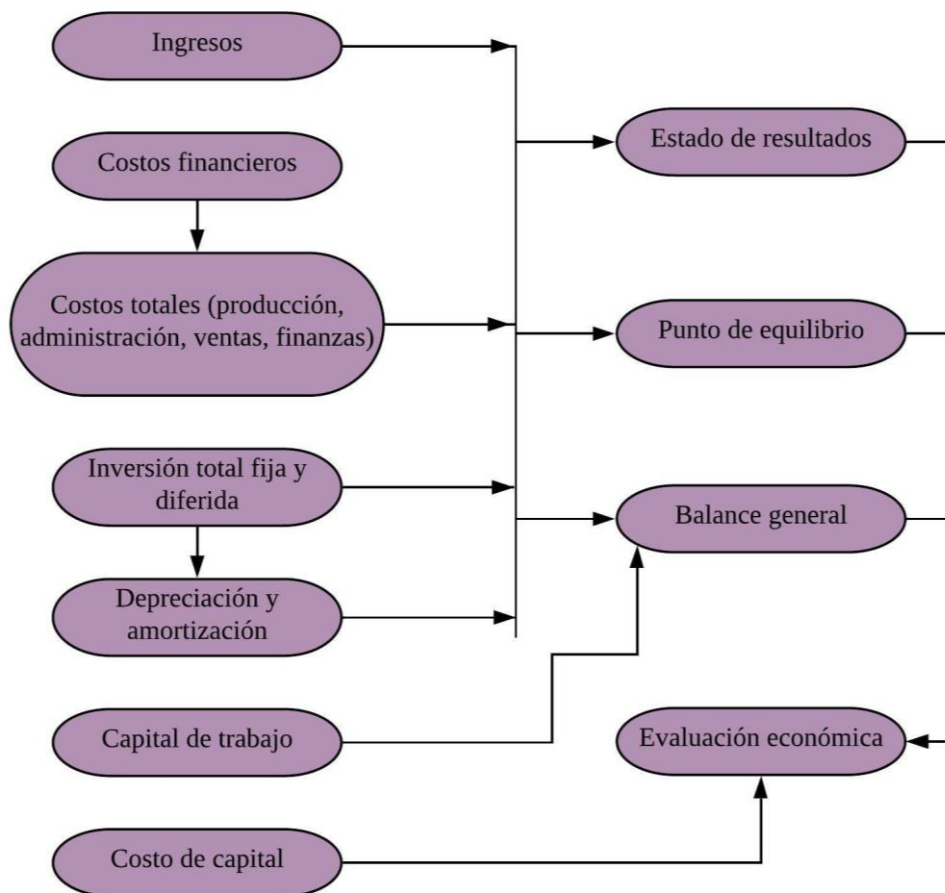 Ingresos
Costos financieros
Costos totales (producción,
administración, ventas, finanzas)
Inversión total fija y
diferida
Depreciación y
amortización
Capital de trabajo
Costo de capital
Estado de resultados
Punto de equilibrio
Balance general
Evaluación económica